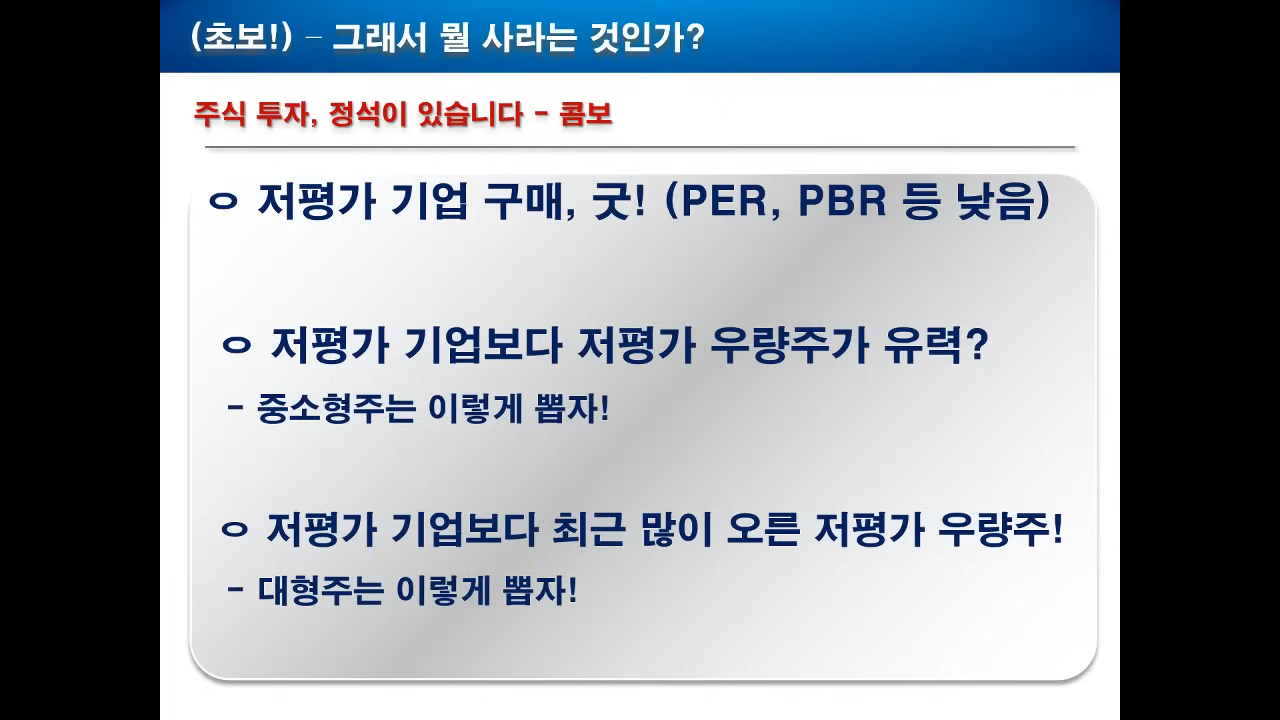 (초보!) – 그래서 뭘 사라는 것인가?
주식 투자, 정석이 있습니다 - 콤보
ㅇ 저평가 기업 구매, 굿! (PER, PBR 등 낮음)
ㅇ 저평가 기업보다 저평가 우량주가 유력?
- 중소형주는 이렇게 뽑자!
ㅇ 저평가 기업보다 최근 많이 오른 저평가 우량주!
- 대형주는 이렇게 뽑자!